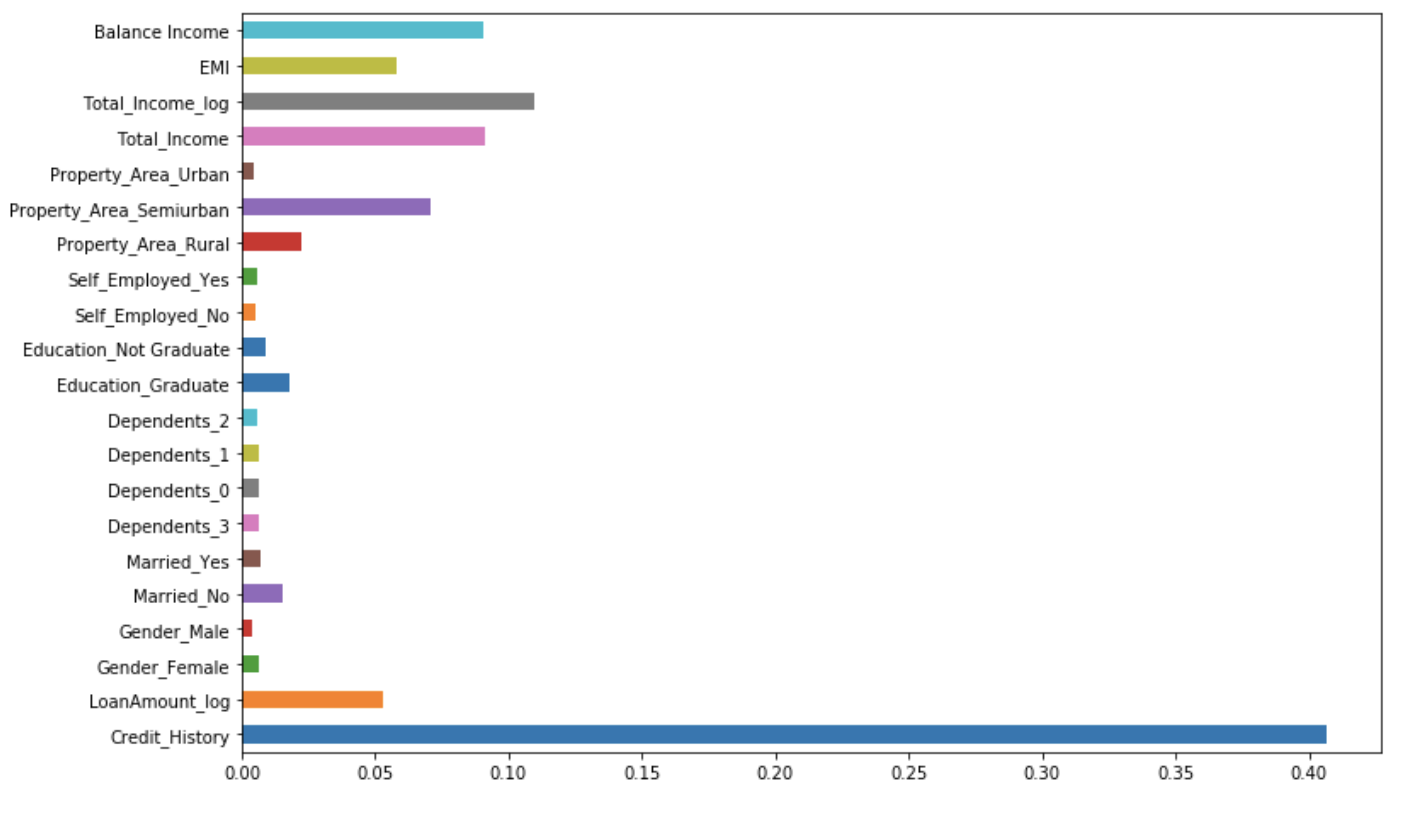 Balance Income
EMI
Total_Income_log
Total_Income
Property_Area_Urban
Property_Area_Semiurban
Property_Area_Rural
Self_Employed_Yes
Self_Employed_No
Education_Not Graduate
Education_Graduate
Dependents_2
Dependents_1
Dependents_0
Dependents_3
Married_Yes
Married_No
Gender_Male
Gender_Female
LoanAmount_log
Credit_History
0.00 0.05 0.10 0.15 0.20 0.25 0.30 0.35 0.40